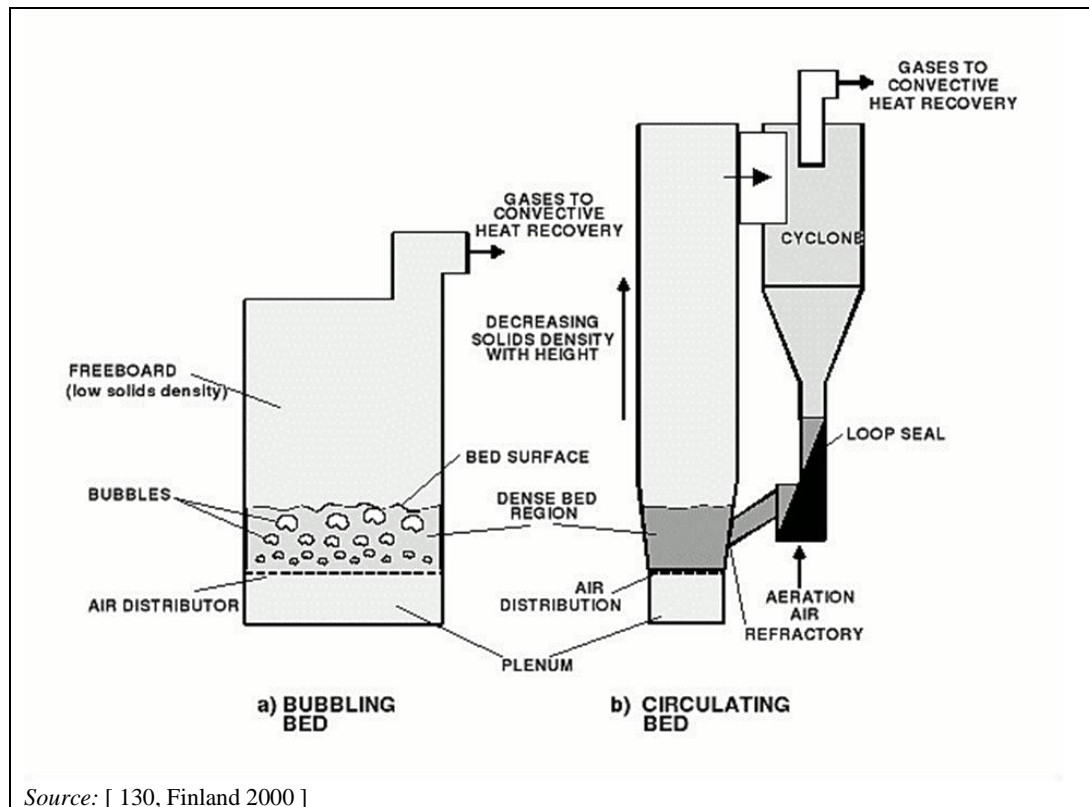 GASES TO
CONVECTIVE
HEAT RECOVERY
GASES TO
CONVECTIVE
HEAT RECOVERY
CYCLONE
DECREASING
SOLIDS DENSITY
WITH HEIGHT
FREEBOARD
(low solids density)
LOOP SEAL
BED SURFACE
BUBBLES
DENSE BED
REGION
AIR DISTRIBUTOR
AIR
DISTRIBUTION
AERATION
AIR
REFRACTORY
PLENUM
a) BUBBLING
BED
b) CIRCULATING
BED
Source: [ 130, Finland 2000 ]